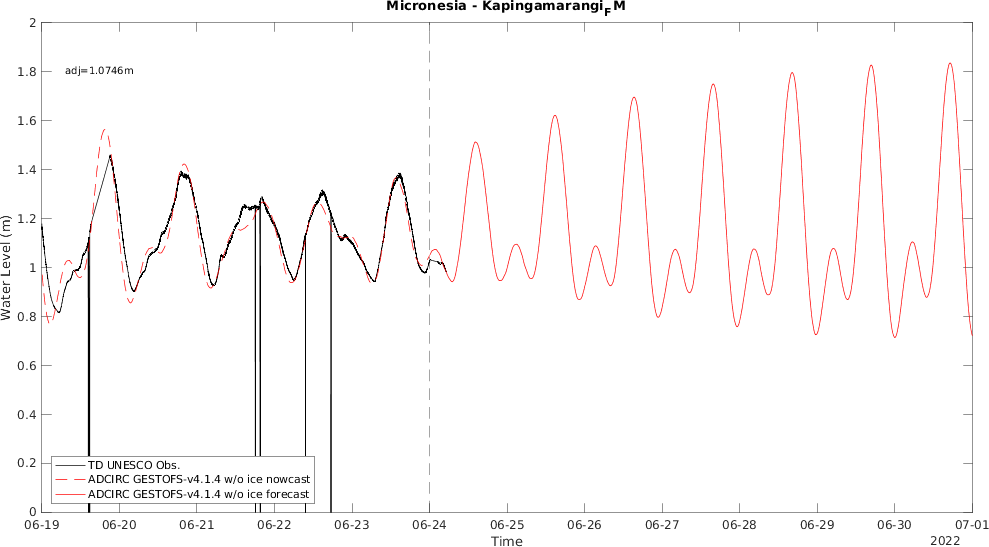 Micronesia - Kapingamarangi_FM
adj=1.0746m
2
1.8
1.6
1.4
1.2
1
0.8
0.6
0.4
0.2
0
Water Level (m)
TD UNESCO Obs.
ADCIRC GESTOFS-v4.1.4 w/o ice nowcast
ADCIRC GESTOFS-v4.1.4 w/o ice forecast
06-19 06-20 06-21 06-22 06-23 06-24 06-25 06-26 06-27 06-28 06-29 06-30 07-01
Time
2022